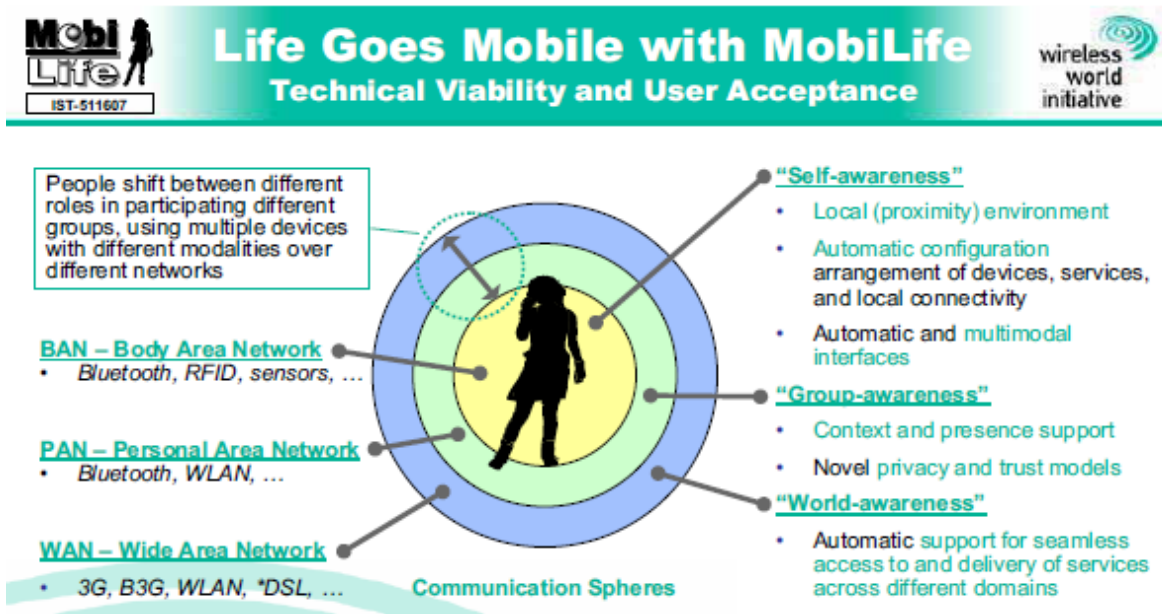 Mobi
Life
IST-511607
Life Goes Mobile with MobiLife
Technical Viability and User Acceptance
wireless
world
initiative
People shift between different
roles in participating different
groups, using multiple devices
with different modalities over
different networks
BAN – Body Area Network
• Bluetooth, RFID, sensors, …
PAN – Personal Area Network
• Bluetooth, WLAN, …
WAN – Wide Area Network
• 3G, B3G, WLAN, *DSL, …
Communication Spheres
“Self-awareness”
• Local (proximity) environment
• Automatic configuration
arrangement of devices, services,
and local connectivity
• Automatic and multimodal
interfaces
“Group-awareness”
• Context and presence support
• Novel privacy and trust models
“World-awareness”
• Automatic support for seamless
access to and delivery of services
across different domains